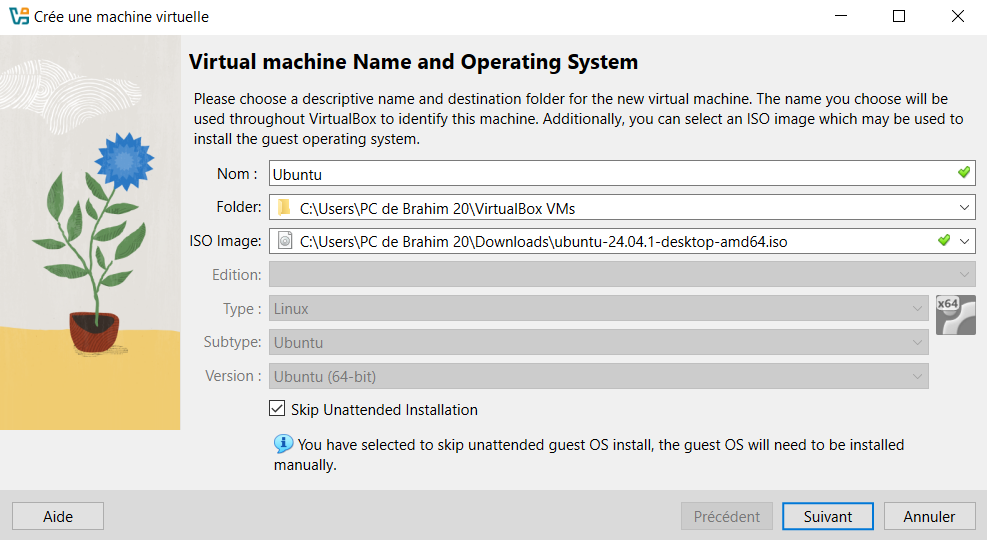 Crée une machine virtuelle
Virtual machine Name and Operating System
Please choose a descriptive name and destination folder for the new virtual machine. The name you choose will be
used throughout VirtualBox to identify this machine. Additionally, you can select an ISO image which may be used to
install the guest operating system.
Nom : Ubuntu
Folder: C:\Users\PC de Brahim 20\VirtualBox VMs
ISO Image: C:\Users\PC de Brahim 20\Downloads\ubuntu-24.04.1-desktop-amd64.iso
Edition:
Type : Linux x64
Subtype: Ubuntu
Version : Ubuntu (64-bit)
Skip Unattended Installation
You have selected to skip unattended guest OS install, the guest OS will need to be installed
manually.
Aide Précédent Suivant Annuler